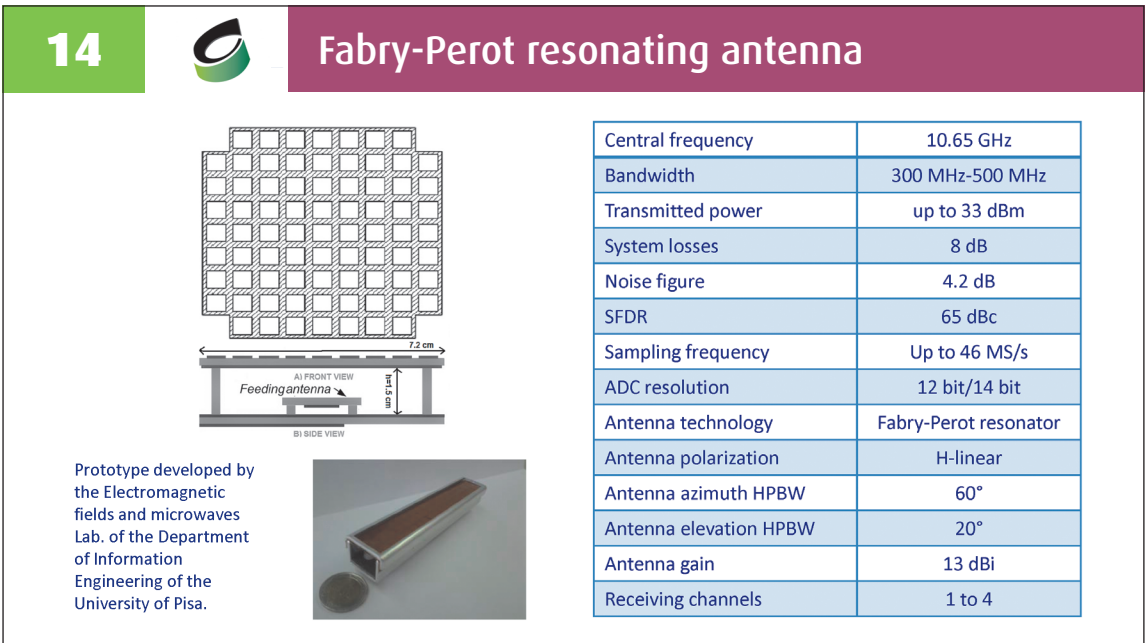 14
Fabry-Perot resonating antenna
7.2 cm
A) FRONT VIEW
Feeding antenna
h=1.5 cm
B) SIDE VIEW
Prototype developed by
the Electromagnetic
fields and microwaves
Lab. of the Department
of Information
Engineering of the
University of Pisa.
Central frequency 10.65 GHz
Bandwidth 300 MHz-500 MHz
Transmitted power up to 33 dBm
System losses 8 dB
Noise figure 4.2 dB
SFDR 65 dBc
Sampling frequency Up to 46 MS/s
ADC resolution 12 bit/14 bit
Antenna technology Fabry-Perot resonator
Antenna polarization H-linear
Antenna azimuth HPBW 60°
Antenna elevation HPBW 20°
Antenna gain 13 dBi
Receiving channels 1 to 4